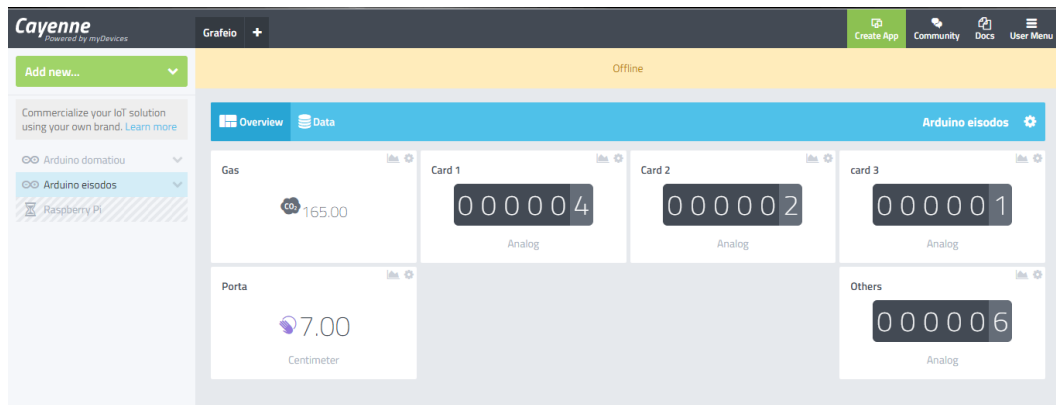 Cayenne
Powered by myDevices
Grafeio +
Create App
Community
Docs
User Menu
Add new...
Offline
Commercialize your IoT solution
using your own brand. Learn more
Arduino domatiou
Arduino eisodos
Raspberry Pi
Overview
Data
Arduino eisodos
Gas
CO₂ 165.00
Card 1
000004
Analog
Card 2
000002
Analog
card 3
000001
Analog
Porta
7.00
Centimeter
Others
000006
Analog